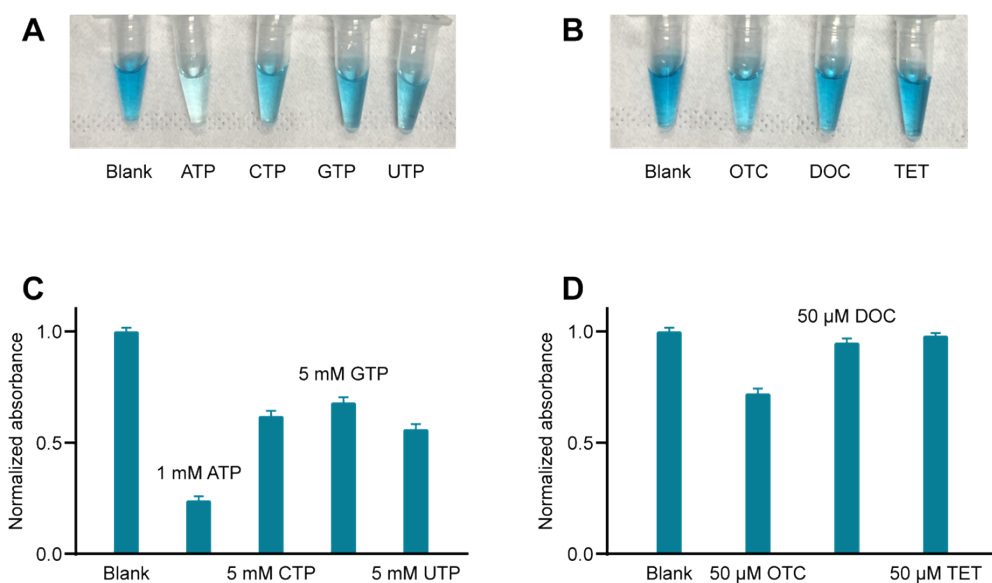 A
Blank ATP CTP GTP UTP
B
Blank OTC DOC TET
C
Normalized absorbance
1.0
0.5
0.0
1 mM ATP
5 mM GTP
Blank 5 mM CTP 5 mM UTP
D
Normalized absorbance
1.0
0.5
0.0
50 µM DOC
Blank 50 µM OTC 50 µM TET